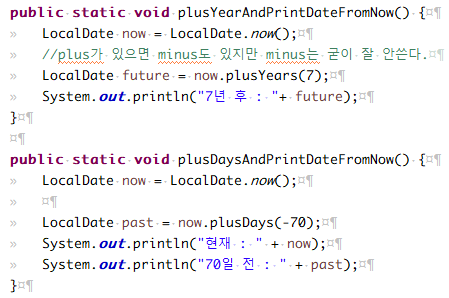 public static void plusYearAndPrintDateFromNow() {
LocalDate now = LocalDate.now();
//plus가 있으면 minus도 있지만 minus는 굳이 잘 안쓴다.
LocalDate future = now.plusYears(7);
System.out.println("7년 후 : "+ future);
}
public static void plusDaysAndPrintDateFromNow() {
LocalDate now = LocalDate.now();
LocalDate past = now.plusDays(-70);
System.out.println("현재 : " + now);
System.out.println("70일 전 : " + past);
}